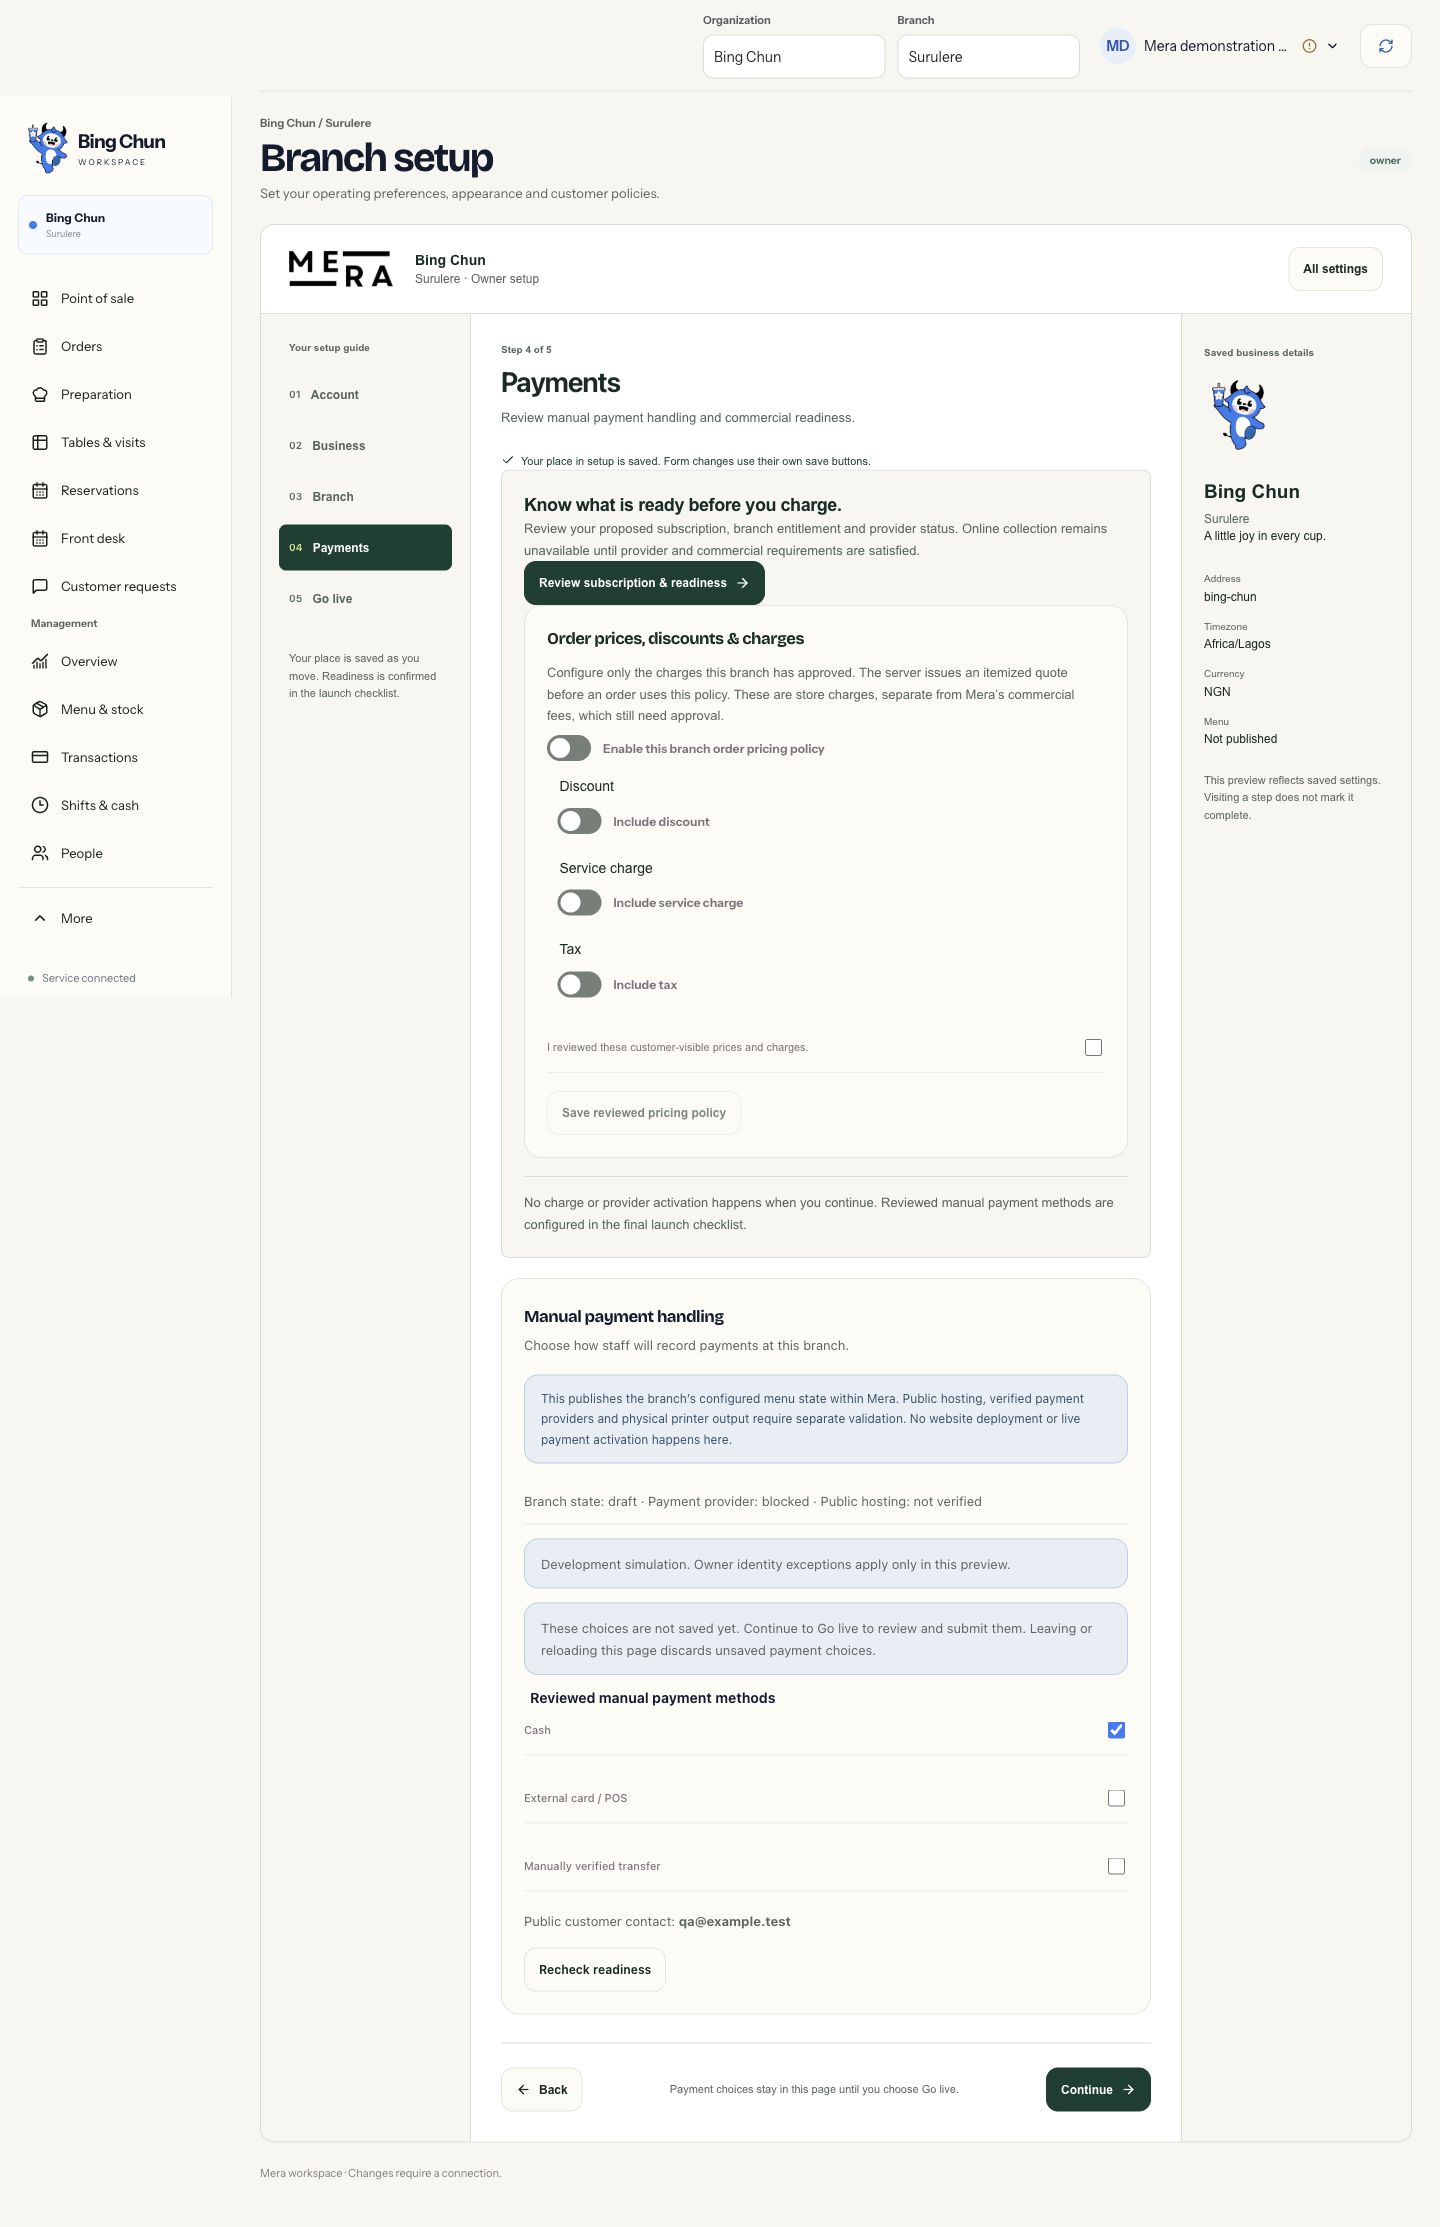 Organization
Branch
Bing Chun
Surulere
MD
Mera demonstration ...
Bing Chun
WORKSPACE
Bing Chun
Surulere
Point of sale
Orders
Preparation
Tables & visits
Reservations
Front desk
Customer requests
Management
Overview
Menu & stock
Transactions
Shifts & cash
People
More
Service connected
Bing Chun / Surulere
Branch setup
owner
Set your operating preferences, appearance and customer policies.
MERA
Bing Chun
Surulere · Owner setup
All settings
Your setup guide
01 Account
02 Business
03 Branch
04 Payments
05 Go live
Your place is saved as you
move. Readiness is confirmed
in the launch checklist.
Step 4 of 5
Payments
Review manual payment handling and commercial readiness.
Your place in setup is saved. Form changes use their own save buttons.
Know what is ready before you charge.
Review your proposed subscription, branch entitlement and provider status. Online collection remains
unavailable until provider and commercial requirements are satisfied.
Review subscription & readiness
Order prices, discounts & charges
Configure only the charges this branch has approved. The server issues an itemized quote
before an order uses this policy. These are store charges, separate from Mera's commercial
fees, which still need approval.
Enable this branch order pricing policy
Discount
Include discount
Service charge
Include service charge
Tax
Include tax
I reviewed these customer-visible prices and charges.
Save reviewed pricing policy
No charge or provider activation happens when you continue. Reviewed manual payment methods are
configured in the final launch checklist.
Manual payment handling
Choose how staff will record payments at this branch.
This publishes the branch's configured menu state within Mera. Public hosting, verified payment
providers and physical printer output require separate validation. No website deployment or live
payment activation happens here.
Branch state: draft · Payment provider: blocked · Public hosting: not verified
Development simulation. Owner identity exceptions apply only in this preview.
These choices are not saved yet. Continue to Go live to review and submit them. Leaving or
reloading this page discards unsaved payment choices.
Reviewed manual payment methods
Cash
External card / POS
Manually verified transfer
Public customer contact: qa@example.test
Recheck readiness
Back
Payment choices stay in this page until you choose Go live.
Continue
Saved business details
Bing Chun
Surulere
A little joy in every cup.
Address
bing-chun
Timezone
Africa/Lagos
Currency
NGN
Menu
Not published
This preview reflects saved settings.
Visiting a step does not mark it
complete.
Mera workspace · Changes require a connection.